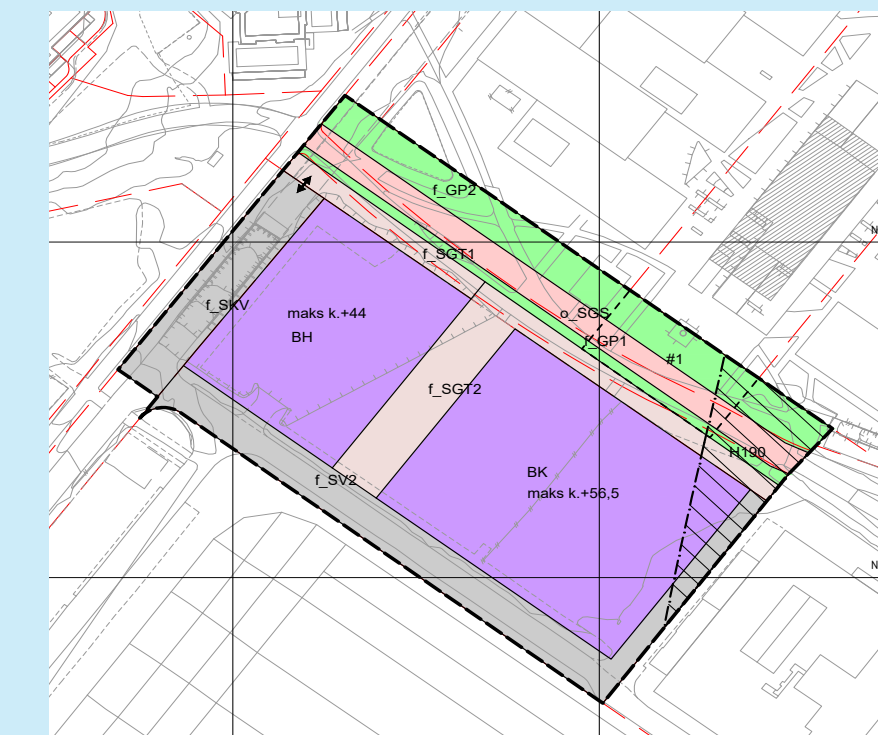 f_GP2
N
f_SGT1
f_SKV
maks k.+44
BH
o_SGS
f_GP1
#1
f_SGT2
H190
BK
maks k.+56,5
f_SV2
N